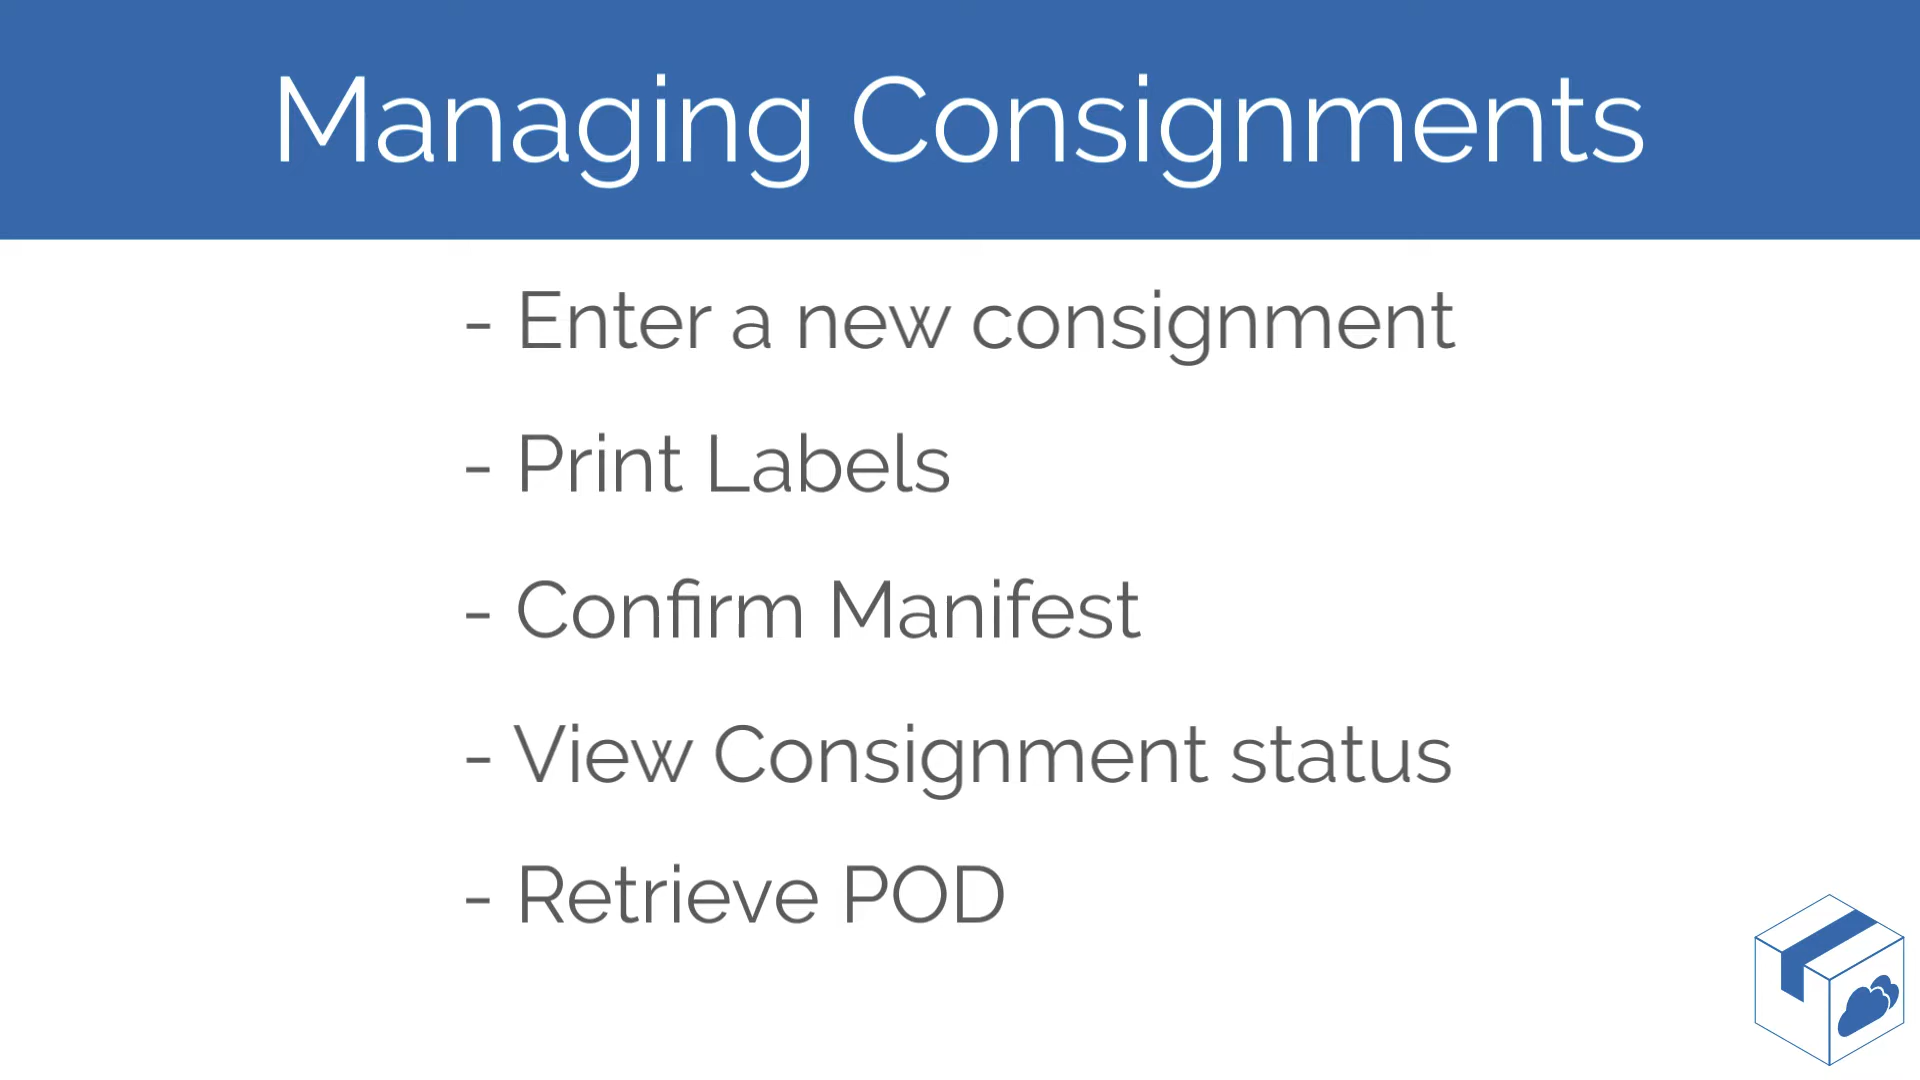 Managing Consignments
- Enter a new consignment
- Print Labels
- Confirm Manifest
- View Consignment status
- Retrieve POD